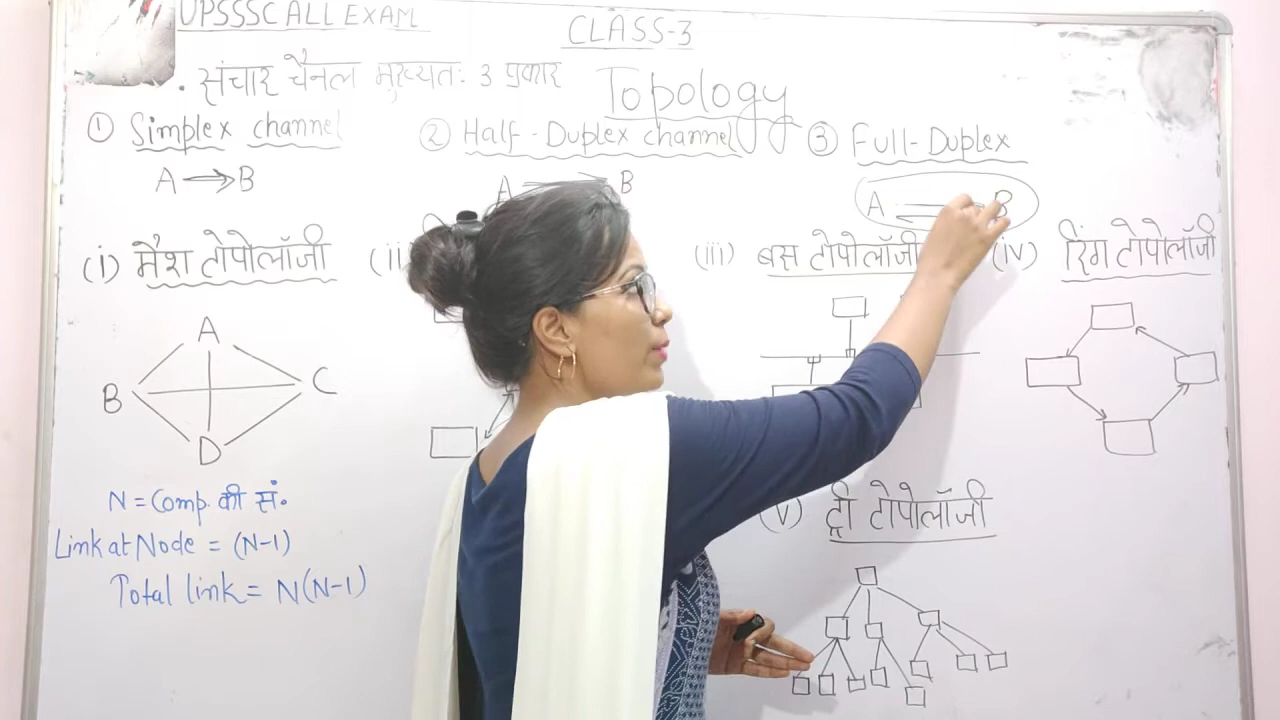 UPSSSC ALL EXAM
CLASS-3
. संचार चैनल मुख्यतः 3 प्रकार
Topology
① Simplex channel
② Half-Duplex channel
③ Full-Duplex
A → B
A B
A B
(i) मैश टोपोलॉजी
(ii)
(iii) बस टोपोलॉजी
(iv) रिंग टोपोलॉजी
A
B
C
D
N = Comp. की सं.
Link at Node = (N-1)
Total link = N(N-1)
(v) ट्री टोपोलॉजी